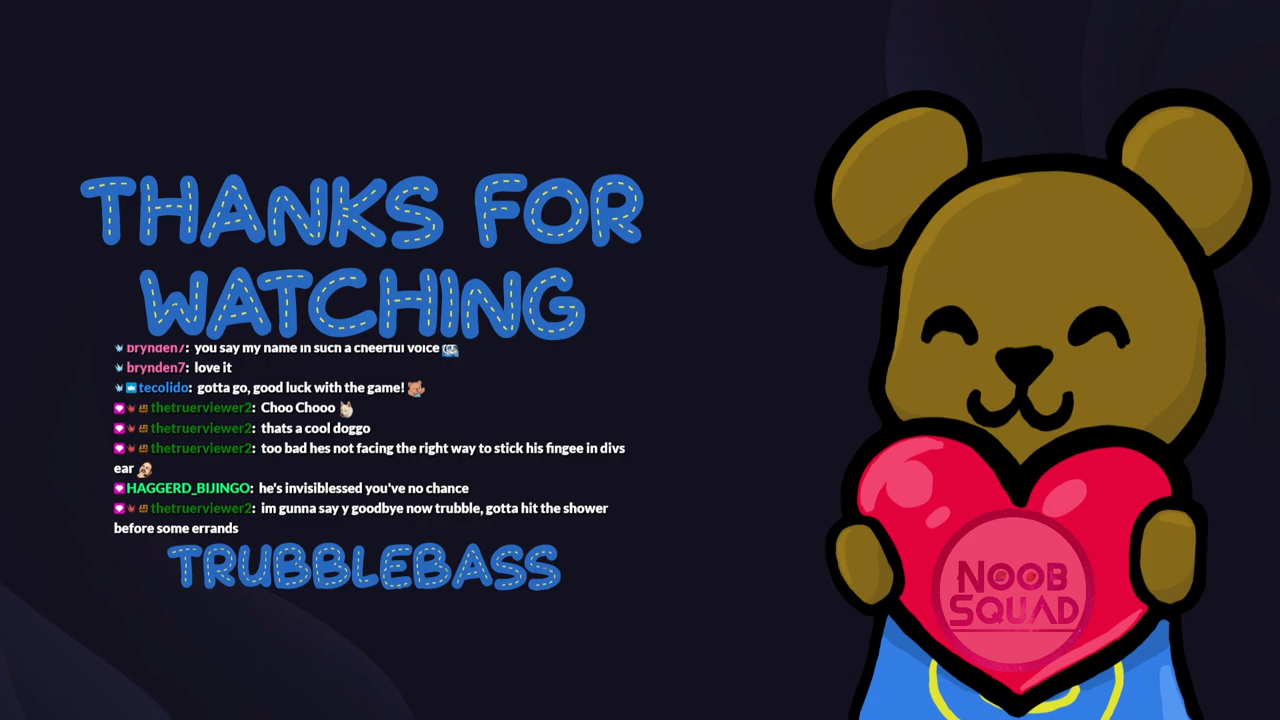 THANKS FOR
WATCHING
brynden7: you say my name in such a cheerful voice
brynden7: love it
tecolido: gotta go, good luck with the game!
thetruerviewer2: Choo Chooo
thetruerviewer2: thats a cool doggo
thetruerviewer2: too bad hes not facing the right way to stick his fingee in divs
ear
HAGGERD_BIJINGO: he's invisiblessed you've no chance
thetruerviewer2: im gunna say y goodbye now trubble, gotta hit the shower
before some errands
TRUBBLEBASS
NOOB
SQUAD